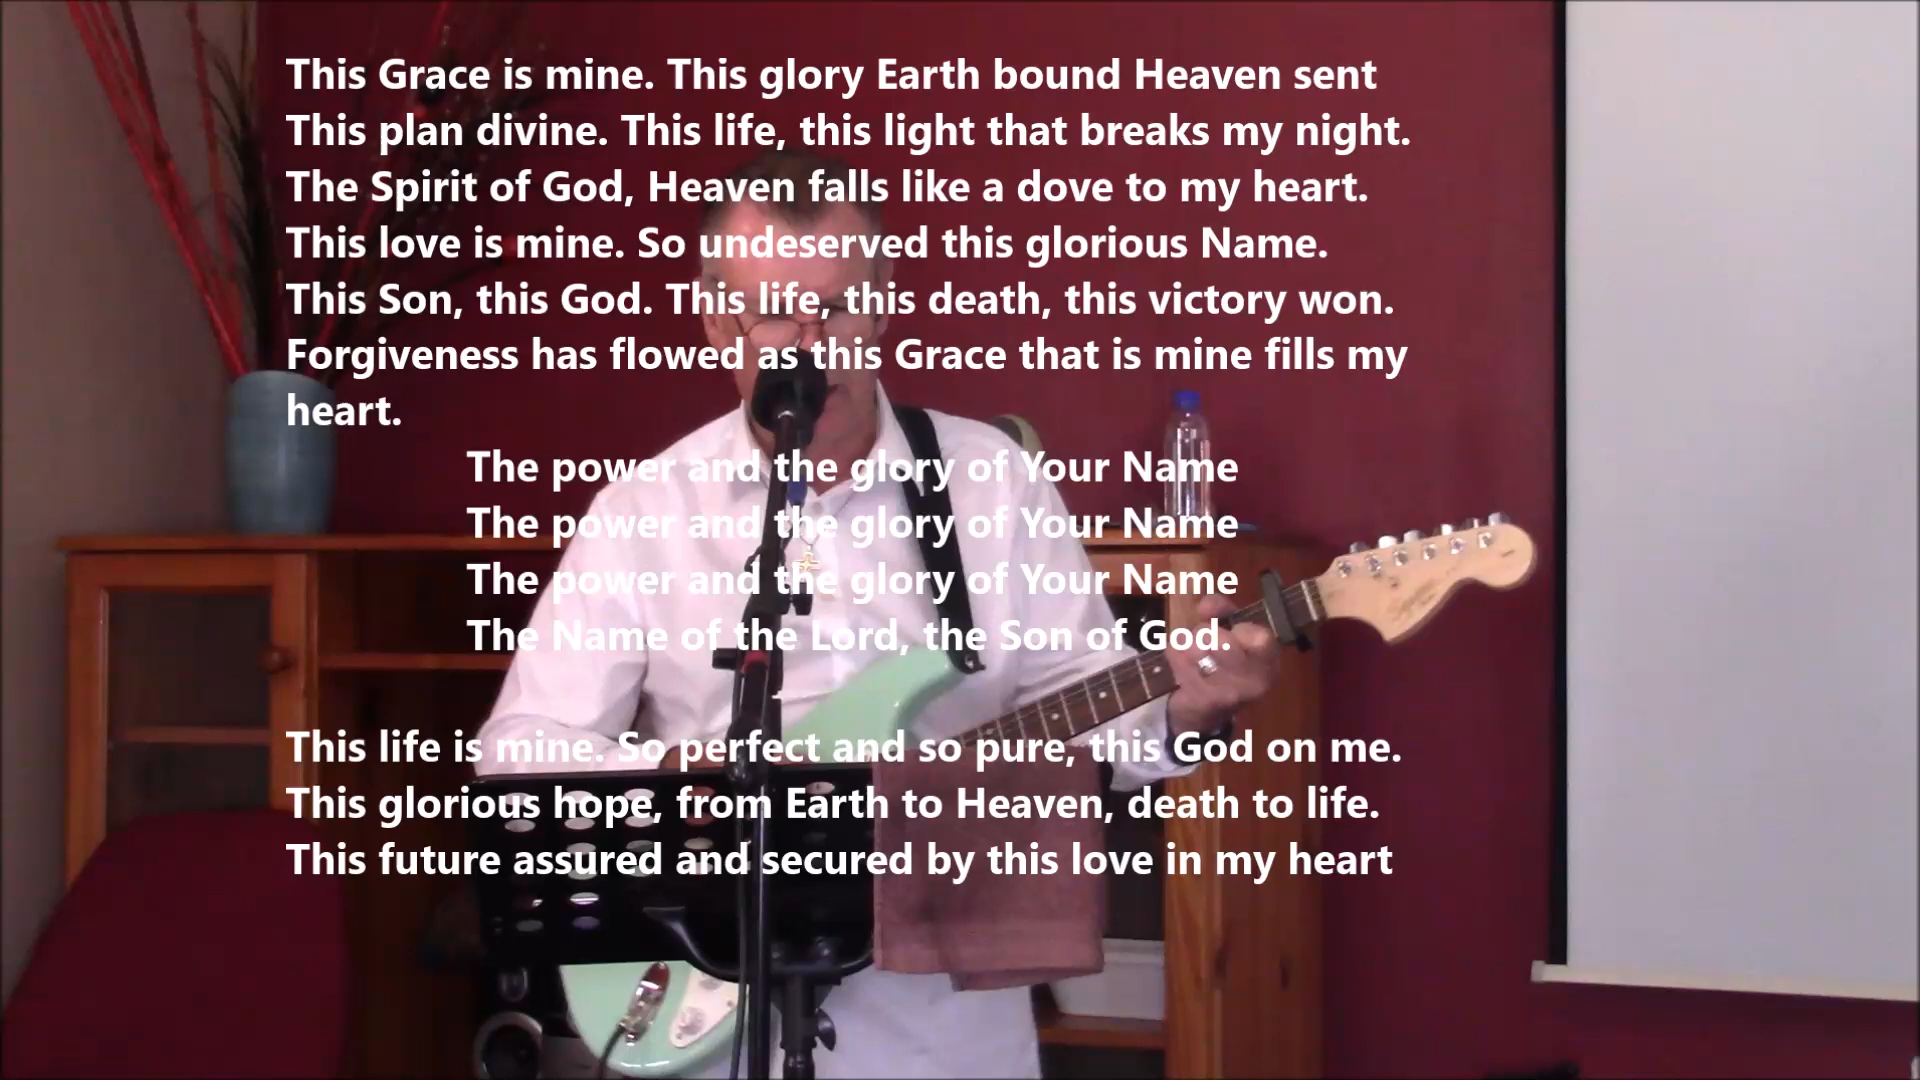 This Grace is mine. This glory Earth bound Heaven sent
This plan divine. This life, this light that breaks my night.
The Spirit of God, Heaven falls like a dove to my heart.
This love is mine. So undeserved this glorious Name.
This Son, this God. This life, this death, this victory won.
Forgiveness has flowed as this Grace that is mine fills my
heart.
The power and the glory of Your Name
The power and the glory of Your Name
The power and the glory of Your Name
The Name of the Lord, the Son of God.
This life is mine. So perfect and so pure, this God on me.
This glorious hope, from Earth to Heaven, death to life.
This future assured and secured by this love in my heart